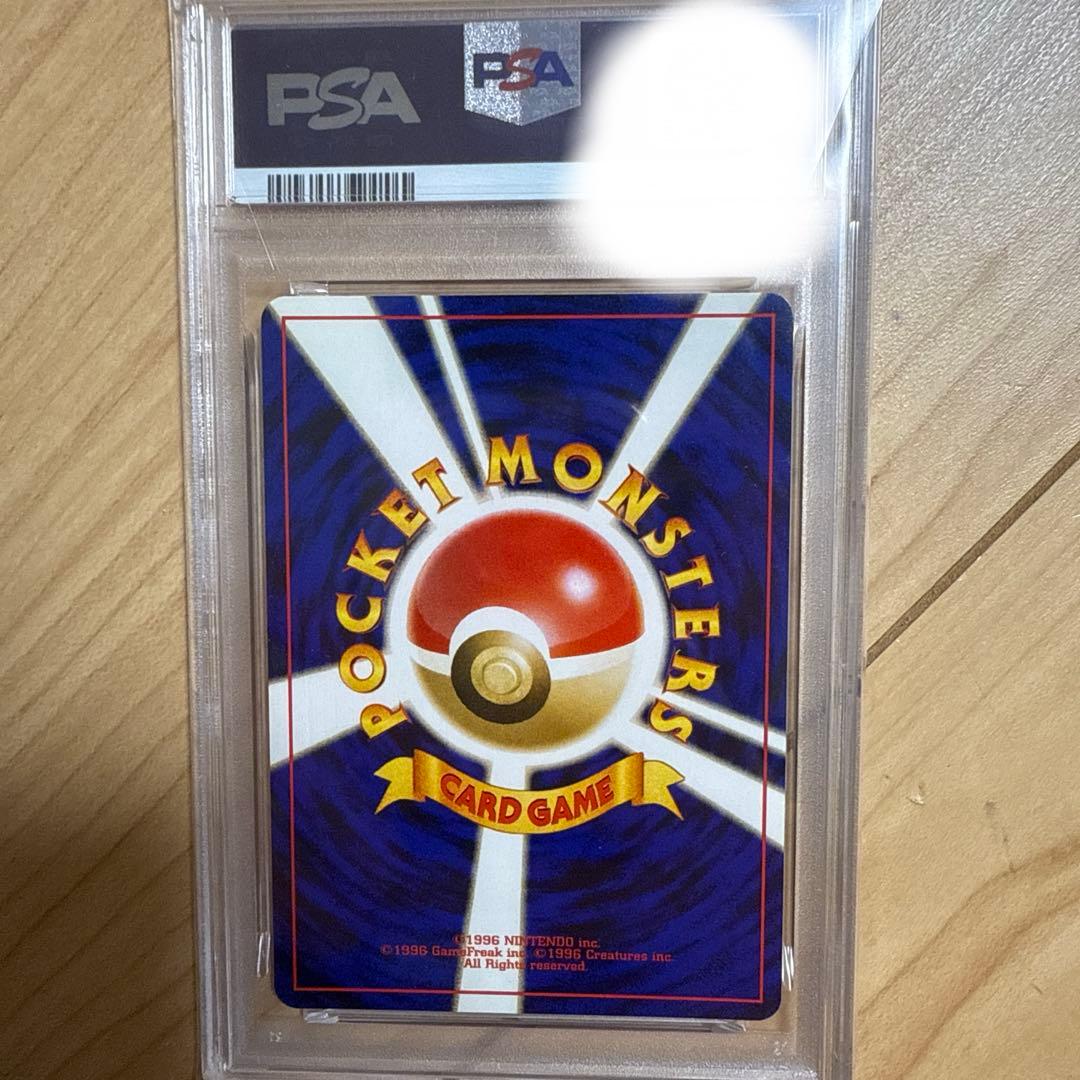 PSA
PSA
POCKET MONSTERS
CARD GAME
©1996 NINTENDO inc.
©1996 GameFreak inc. ©1996 Creatures inc.
All Rights reserved.